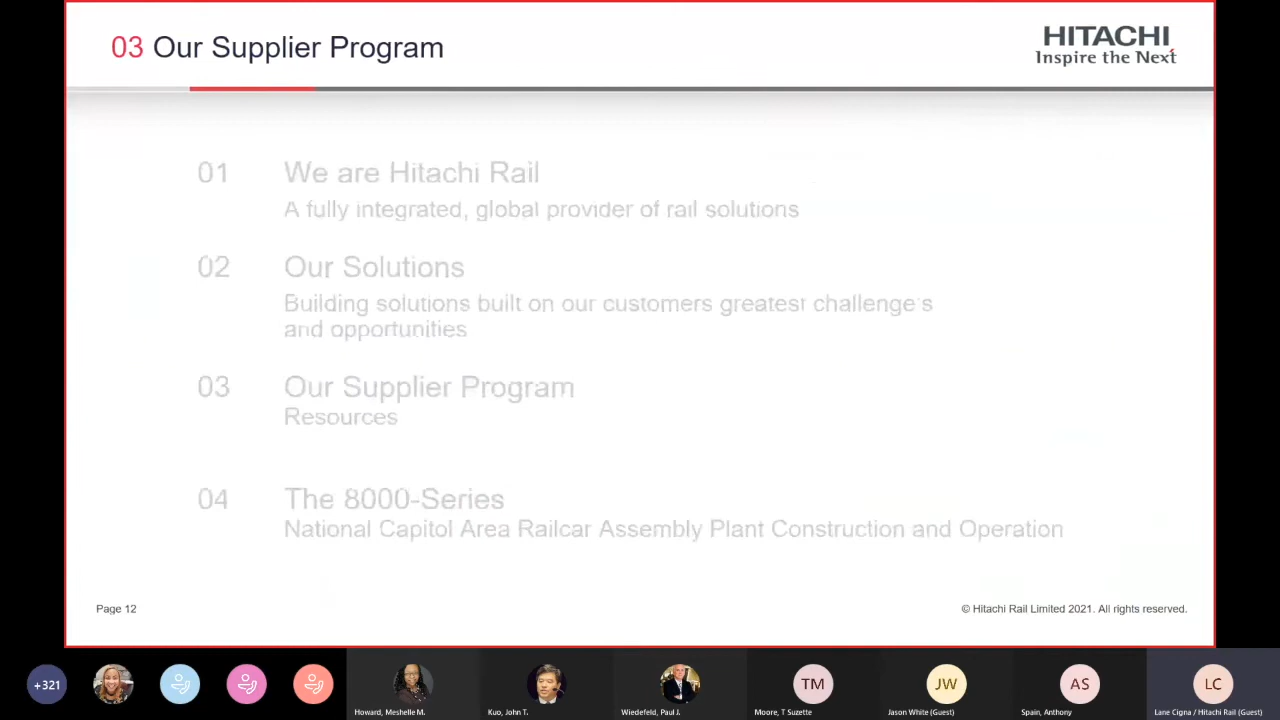 03 Our Supplier Program
HITACHI
Inspire the Next
01 We are Hitachi Rail
A fully integrated, global provider of rail solutions
02 Our Solutions
Building solutions built on our customers greatest challenges
and opportunities
03 Our Supplier Program
Resources
04 The 8000-Series
National Capitol Area Railcar Assembly Plant Construction and Operation
Page 12
© Hitachi Rail Limited 2021. All rights reserved.
+321
TM
JW
AS
LC
Howard, Meshelle M.
Kuo, John T.
Wiedefeld, Paul J.
Moore, T Suzette
Jason White (Guest)
Spain, Anthony
Lane Cigna / Hitachi Rail (Guest)